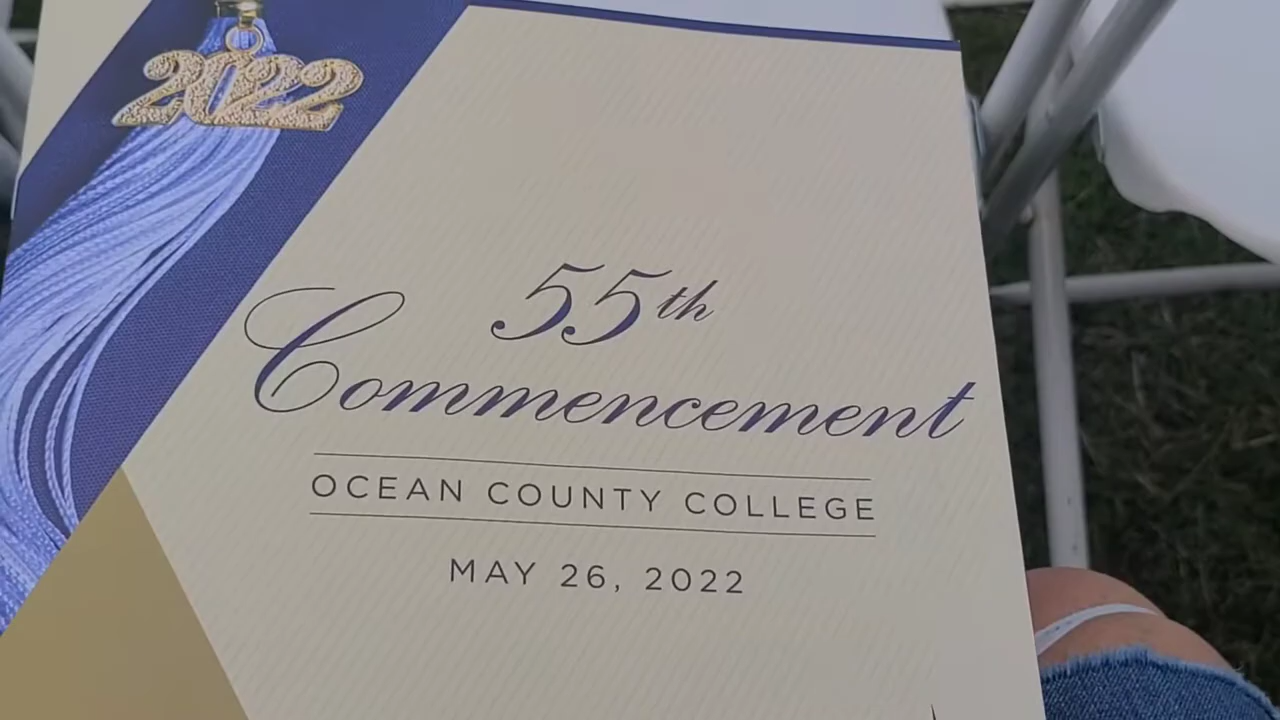 2022
55th
Commencement
OCEAN COUNTY COLLEGE
MAY 26, 2022